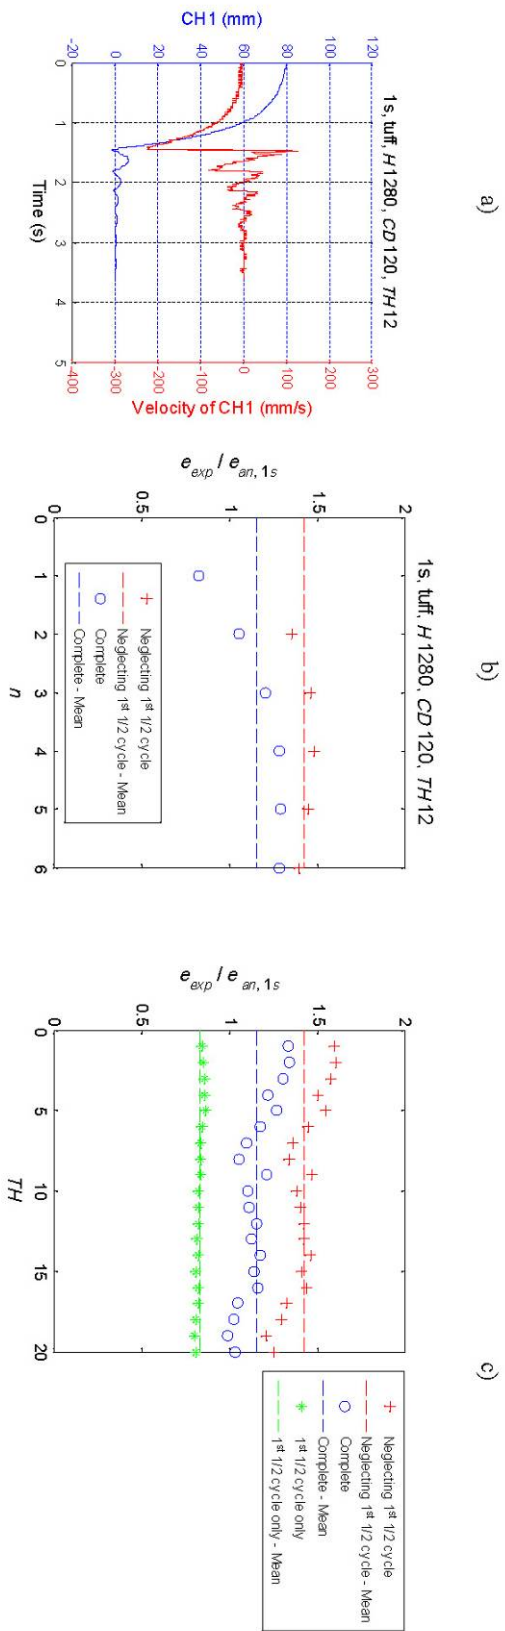 a)
1s, tuff, H1280, CD120, TH12
CH1 (mm)
-20 0 20 40 60 80 100 120
0 1 2 3 4 5
Time (s)
-400 -300 -200 -100 0 100 200 300
Velocity of CH1 (mm/s)
b)
1s, tuff, H1280, CD120, TH12
e exp / e an, 1s
0 0.5 1 1.5 2
0 1 2 3 4 5 6
n
Neglecting 1st 1/2 cycle
Neglecting 1st 1/2 cycle - Mean
Complete
Complete - Mean
c)
e exp / e an, 1s
0 0.5 1 1.5 2
0 5 10 15 20
TH
Neglecting 1st 1/2 cycle
Neglecting 1st 1/2 cycle - Mean
Complete
Complete - Mean
1st 1/2 cycle only
1st 1/2 cycle only - Mean